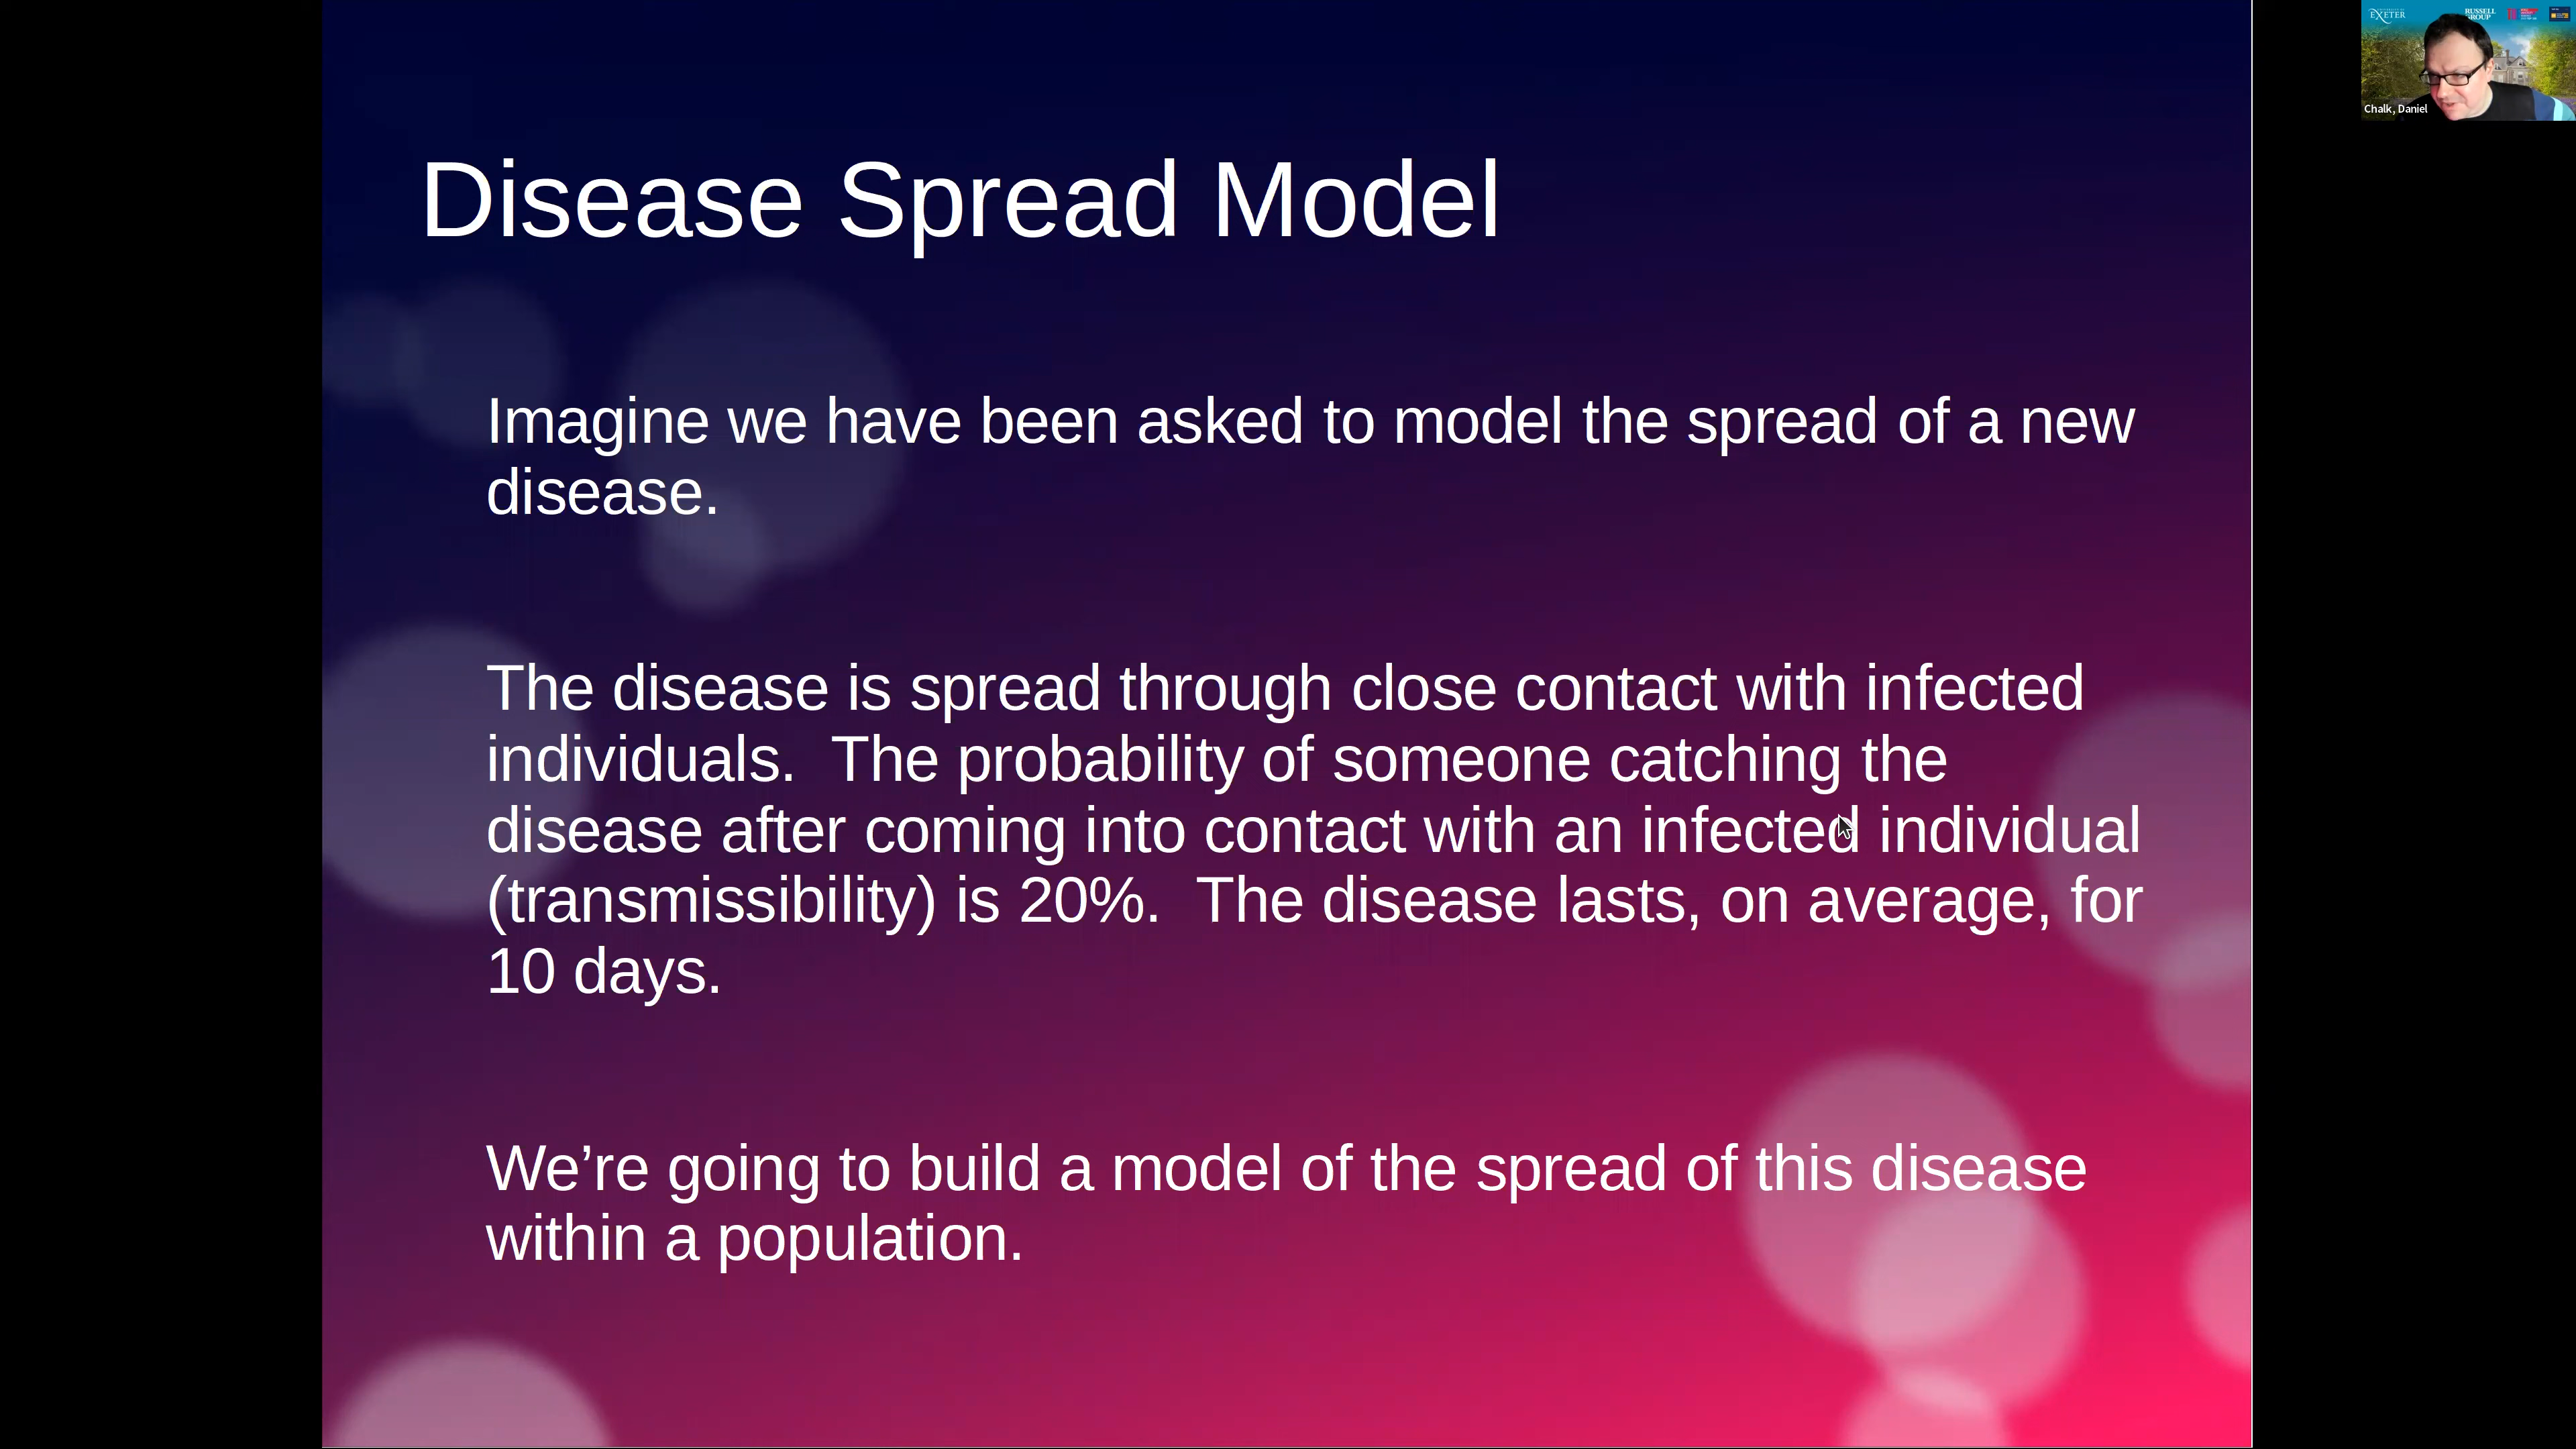 Disease Spread Model
Imagine we have been asked to model the spread of a new
disease.
The disease is spread through close contact with infected
individuals.  The probability of someone catching the
disease after coming into contact with an infected individual
(transmissibility) is 20%.  The disease lasts, on average, for
10 days.
We’re going to build a model of the spread of this disease
within a population.
EXETER
RUSSELL
GROUP
Chalk, Daniel